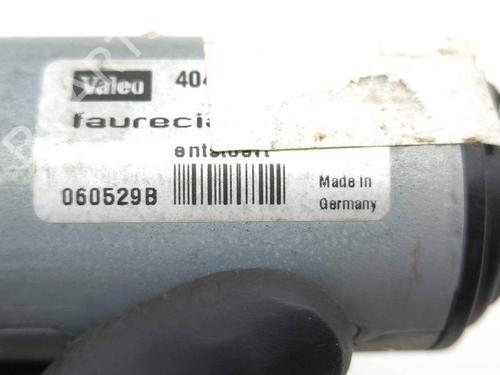 Valeo 404
faurecia
entstoert
060529B
Made in
Germany